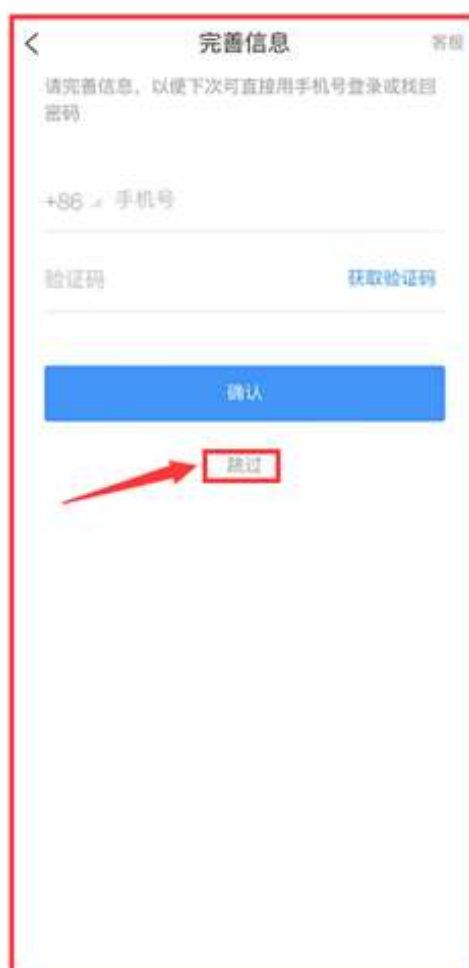 完善信息
客服
请完善信息，以便下次可直接用手机号登录或找回
密码
+86 手机号
验证码
获取验证码
确认
跳过